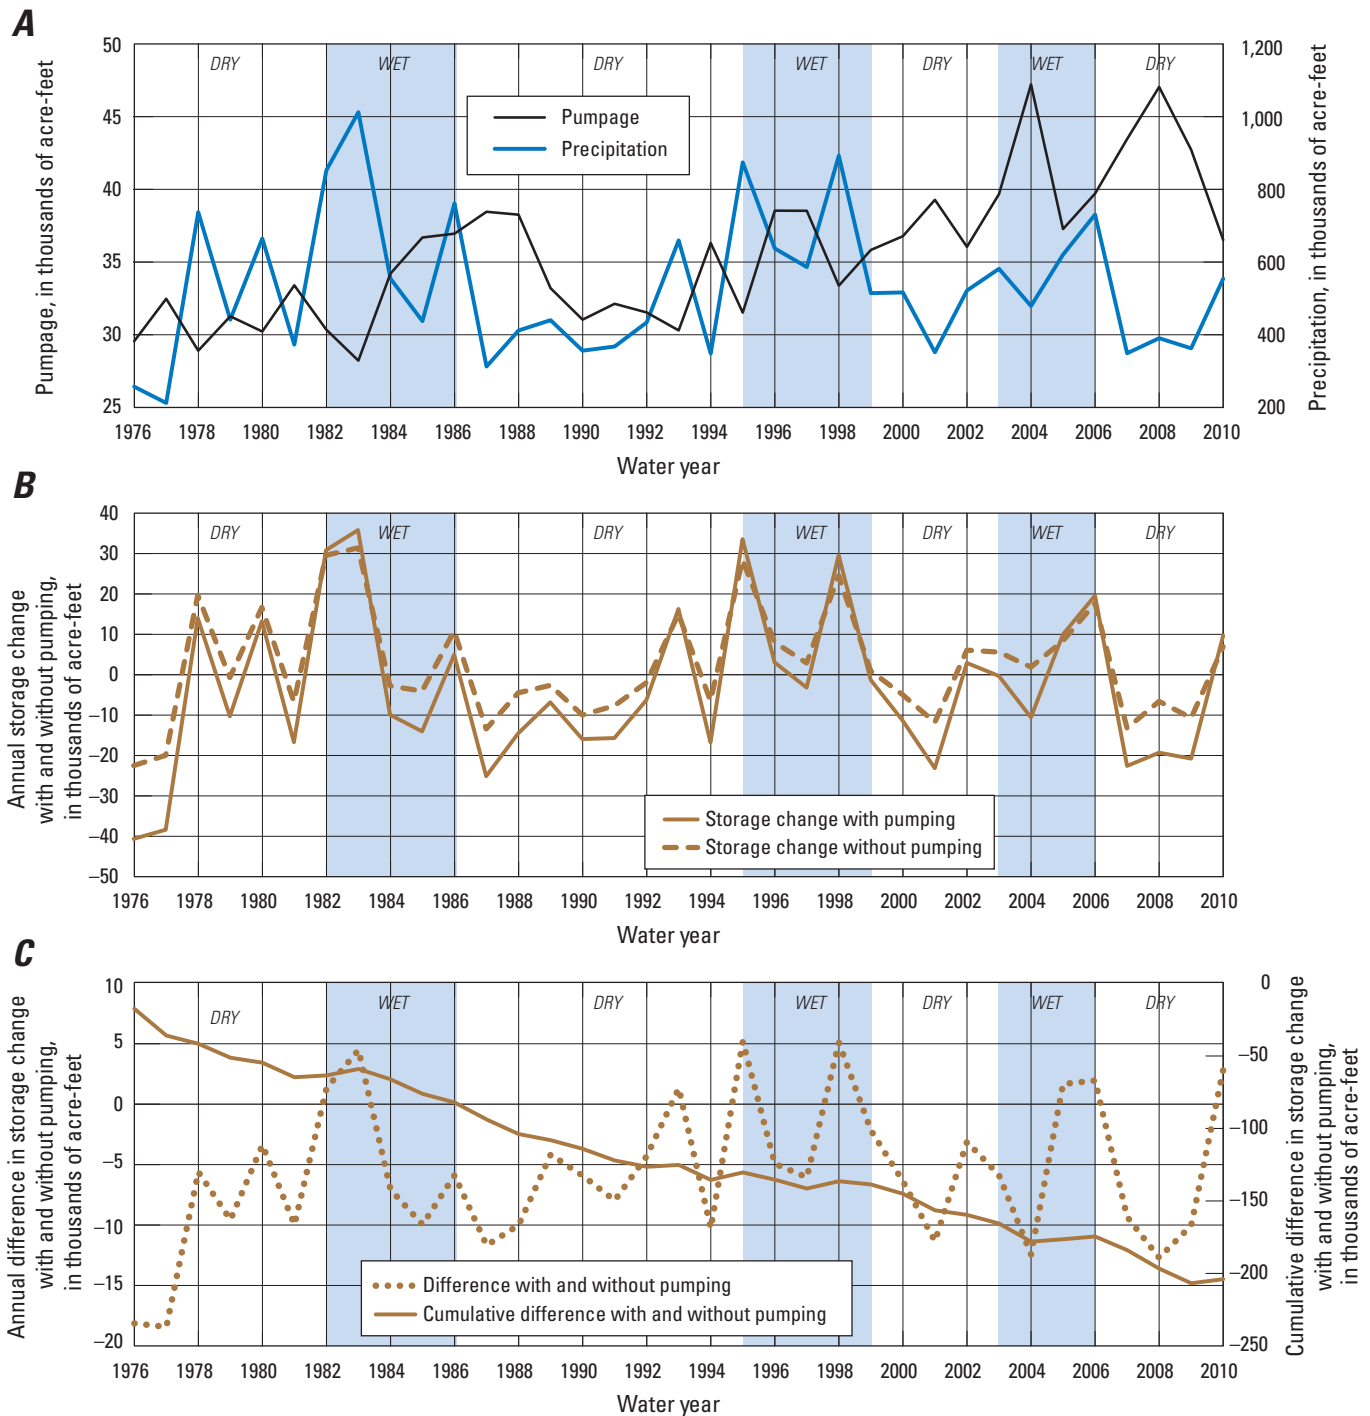 A
Pumpage, in thousands of acre-feet
50
45
40
35
30
25
DRY WET DRY WET DRY WET DRY
Pumpage
Precipitation
1,200
1,000
800
600
400
200
Precipitation, in thousands of acre-feet
1976 1978 1980 1982 1984 1986 1988 1990 1992 1994 1996 1998 2000 2002 2004 2006 2008 2010
Water year
B
Annual storage change
with and without pumping,
in thousands of acre-feet
40
30
20
10
0
–10
–20
–30
–40
–50
DRY WET DRY WET DRY WET DRY
Storage change with pumping
Storage change without pumping
1976 1978 1980 1982 1984 1986 1988 1990 1992 1994 1996 1998 2000 2002 2004 2006 2008 2010
Water year
C
Annual difference in storage change
with and without pumping,
in thousands of acre-feet
10
5
0
–5
–10
–15
–20
DRY WET DRY WET DRY WET DRY
Difference with and without pumping
Cumulative difference with and without pumping
0
–50
–100
–150
–200
–250
Cumulative difference in storage change
with and without pumping,
in thousands of acre-feet
1976 1978 1980 1982 1984 1986 1988 1990 1992 1994 1996 1998 2000 2002 2004 2006 2008 2010
Water year